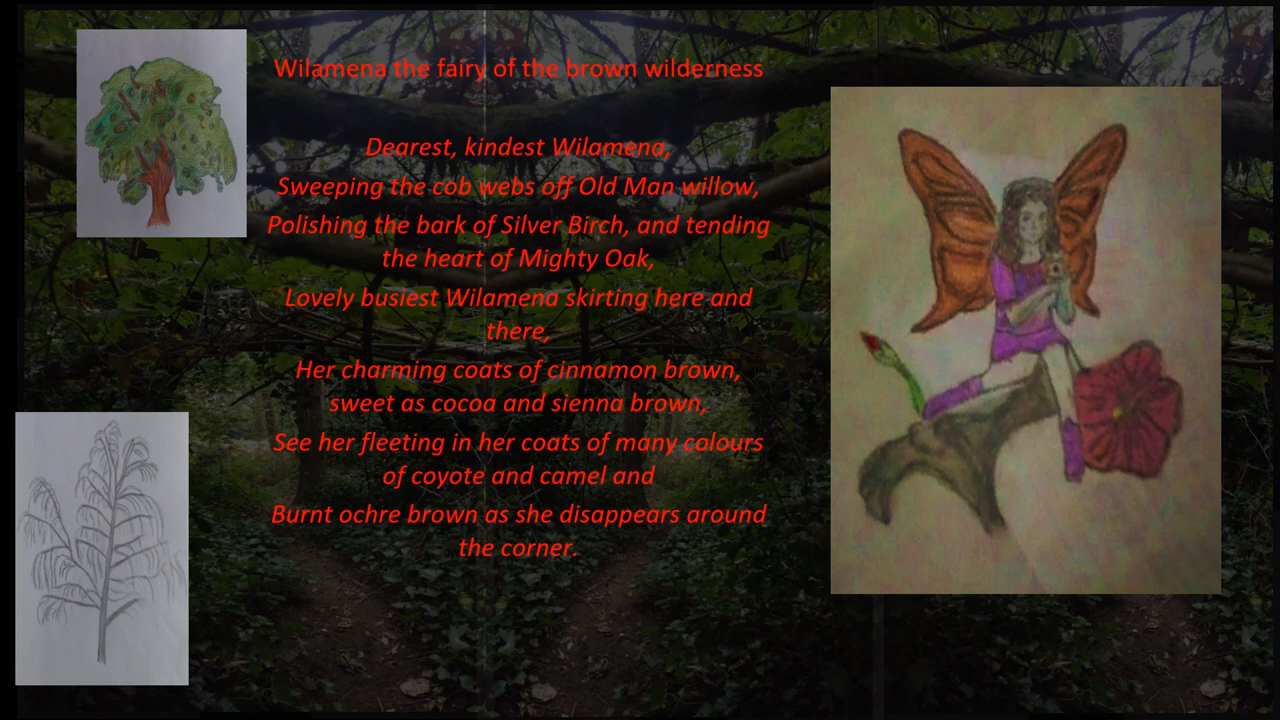 Wilamena the fairy of the brown wilderness
Dearest, kindest Wilamena,
Sweeping the cob webs off Old Man willow,
Polishing the bark of Silver Birch, and tending
the heart of Mighty Oak,
Lovely busiest Wilamena skirting here and
there,
Her charming coats of cinnamon brown,
sweet as cocoa and sienna brown,
See her fleeting in her coats of many colours
of coyote and camel and
Burnt ochre brown as she disappears around
the corner.